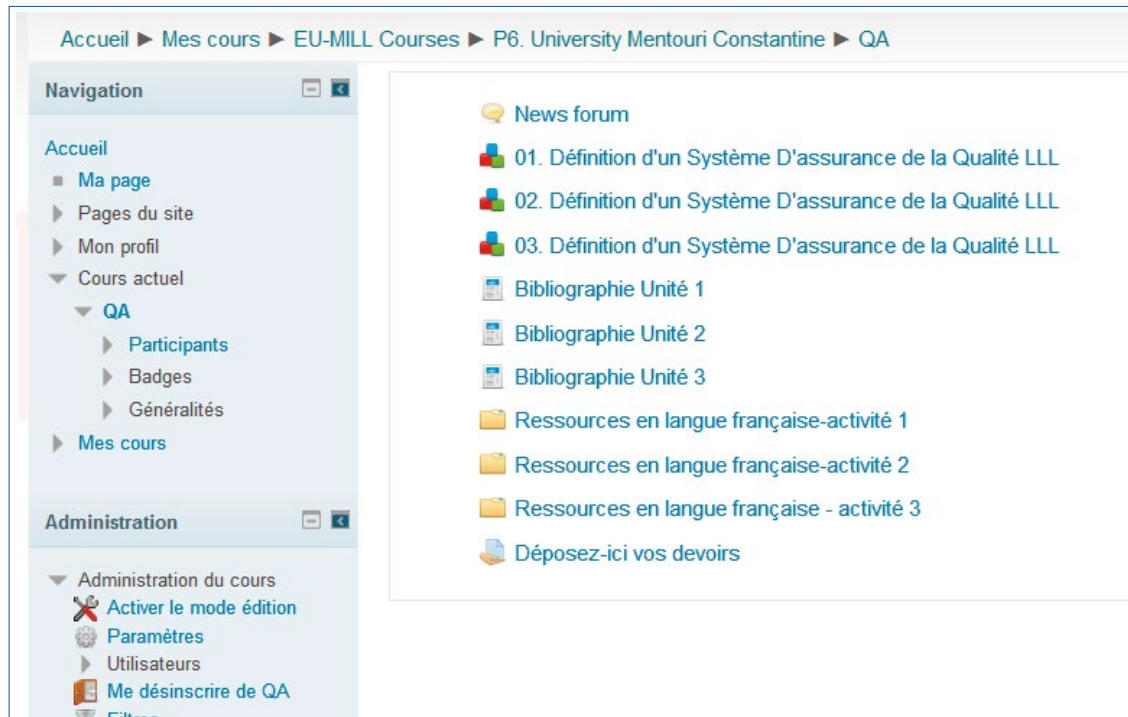 Accueil ► Mes cours ► EU-MILL Courses ► P6. University Mentouri Constantine ► QA
Navigation
Accueil
Ma page
Pages du site
Mon profil
Cours actuel
QA
Participants
Badges
Généralités
Mes cours
Administration
Administration du cours
Activer le mode édition
Paramètres
Utilisateurs
Me désinscrire de QA
Filtres
News forum
01. Définition d'un Système D'assurance de la Qualité LLL
02. Définition d'un Système D'assurance de la Qualité LLL
03. Définition d'un Système D'assurance de la Qualité LLL
Bibliographie Unité 1
Bibliographie Unité 2
Bibliographie Unité 3
Ressources en langue française-activité 1
Ressources en langue française-activité 2
Ressources en langue française - activité 3
Déposez-ici vos devoirs